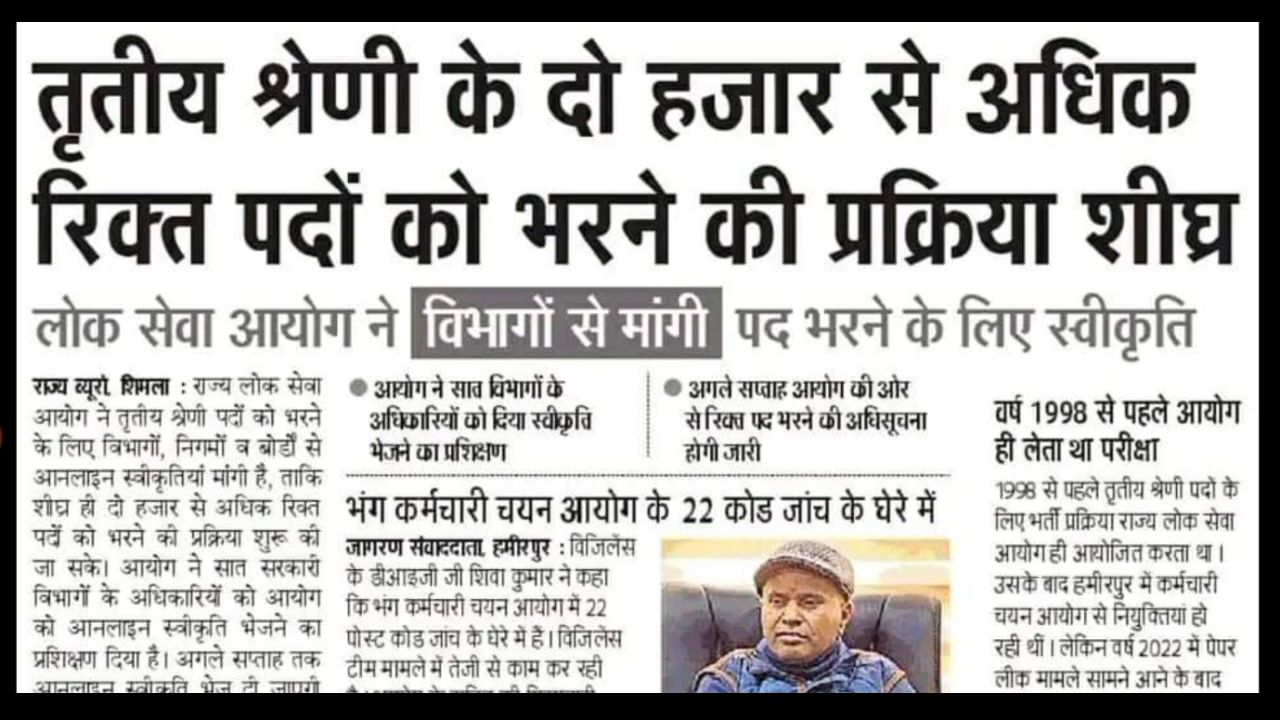 तृतीय श्रेणी के दो हजार से अधिक
रिक्त पदों को भरने की प्रक्रिया शीघ्र
लोक सेवा आयोग ने विभागों से मांगी पद भरने के लिए स्वीकृति
राज्य ब्यूरो, शिमला : राज्य लोक सेवा
आयोग ने तृतीय श्रेणी पदों को भरने
के लिए विभागों, निगमों व बोर्डों से
आनलाइन स्वीकृतियां मांगी है, ताकि
शीघ्र ही दो हजार से अधिक रिक्त
पदों को भरने की प्रक्रिया शुरू की
जा सके। आयोग ने सात सरकारी
विभागों के अधिकारियों को आयोग
को आनलाइन स्वीकृति भेजने का
प्रशिक्षण दिया है। अगले सप्ताह तक
आनलाइन स्वीकृति भेज दी जाएगी
● आयोग ने सात विभागों के
अधिकारियों को दिया स्वीकृति
भेजने का प्रशिक्षण
● अगले सप्ताह आयोग की ओर
से रिक्त पद भरने की अधिसूचना
होगी जारी
भंग कर्मचारी चयन आयोग के 22 कोड जांच के घेरे में
जागरण संवाददाता, हमीरपुर : विजिलेंस
के डीआइजी जी शिवा कुमार ने कहा
कि भंग कर्मचारी चयन आयोग में 22
पोस्ट कोड जांच के घेरे में हैं। विजिलेंस
टीम मामले में तेजी से काम कर रही
वर्ष 1998 से पहले आयोग
ही लेता था परीक्षा
1998 से पहले तृतीय श्रेणी पदों के
लिए भर्ती प्रक्रिया राज्य लोक सेवा
आयोग ही आयोजित करता था।
उसके बाद हमीरपुर में कर्मचारी
चयन आयोग से नियुक्तियां हो
रही थीं। लेकिन वर्ष 2022 में पेपर
लीक मामले सामने आने के बाद